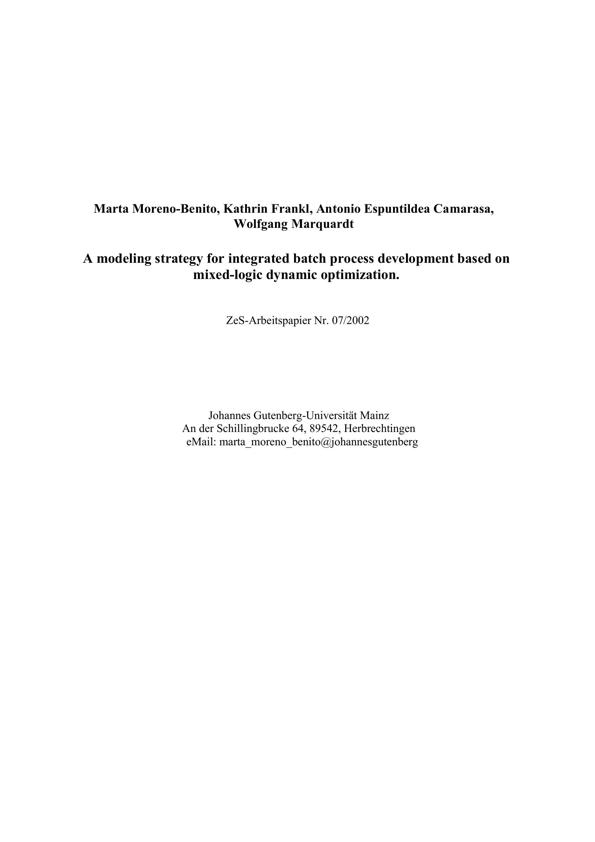 Marta Moreno-Benito, Kathrin Frankl, Antonio Espuntildea Camarasa,
Wolfgang Marquardt
A modeling strategy for integrated batch process development based on
mixed-logic dynamic optimization.
ZeS-Arbeitspapier Nr. 07/2002
Johannes Gutenberg-Universität Mainz
An der Schillingbrucke 64, 89542, Herbrechtingen
eMail: marta_moreno_benito@johannesgutenberg